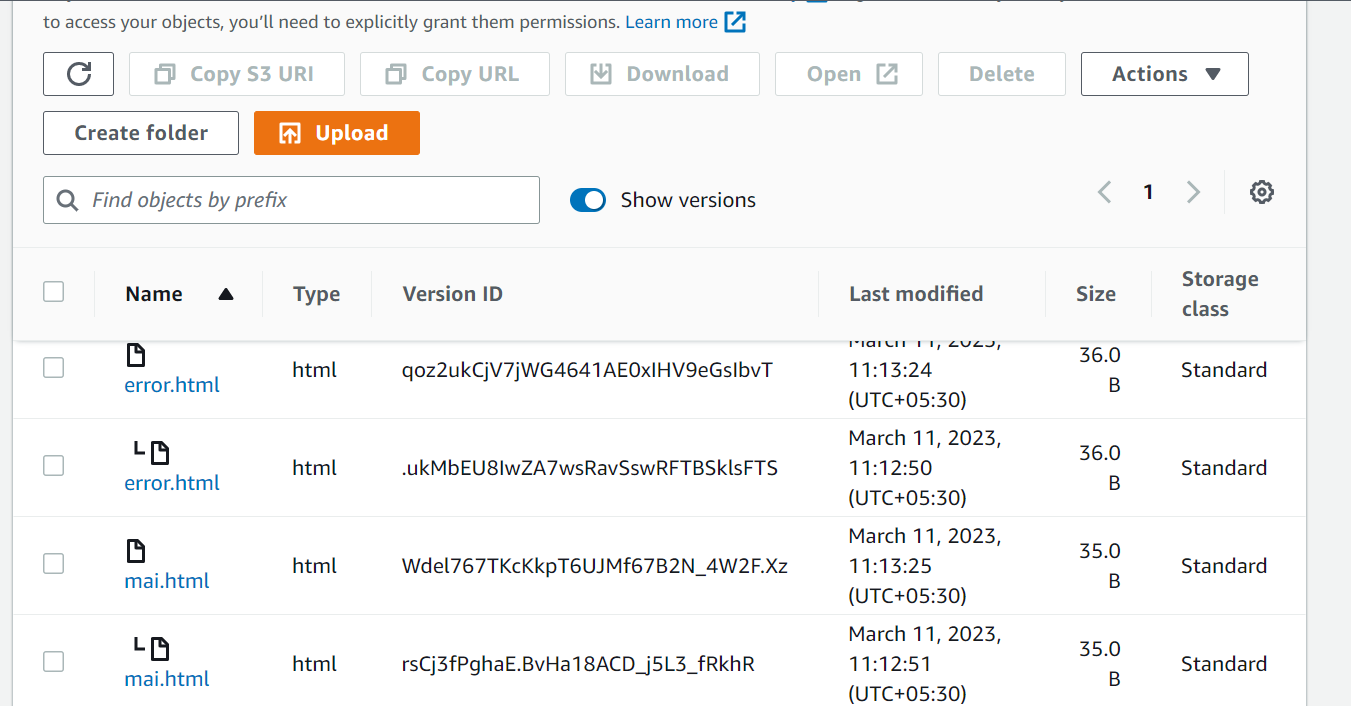 to access your objects, you’ll need to explicitly grant them permissions. Learn more
Copy S3 URI
Copy URL
Download
Open
Delete
Actions
Create folder
Upload
Find objects by prefix
Show versions
1
Name
Type
Version ID
Last modified
Size
Storage
class
error.html
html
qoz2ukCjV7jWG4641AE0xIHV9eGsIbvT
March 11, 2023,
11:13:24
(UTC+05:30)
36.0
B
Standard
error.html
html
.ukMbEU8IwZA7wsRavSswRFTBSklsFTS
March 11, 2023,
11:12:50
(UTC+05:30)
36.0
B
Standard
mai.html
html
Wdel767TKcKkpT6UJMf67B2N_4W2F.Xz
March 11, 2023,
11:13:25
(UTC+05:30)
35.0
B
Standard
mai.html
html
rsCj3fPghaE.BvHa18ACD_j5L3_fRkhR
March 11, 2023,
11:12:51
(UTC+05:30)
35.0
B
Standard